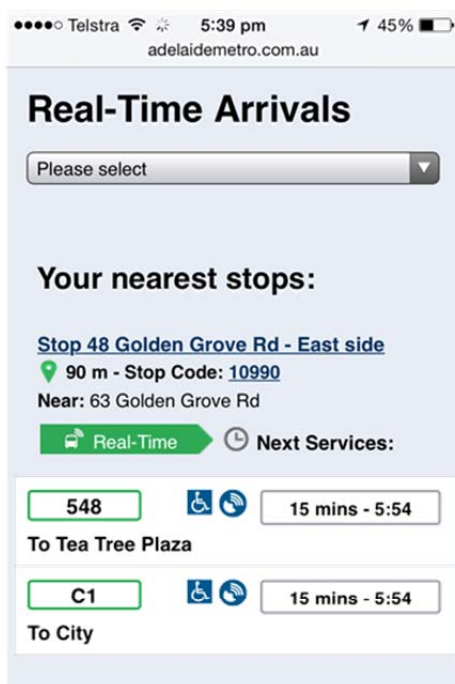 Telstra 5:39 pm 45%
adelaidemetro.com.au
Real-Time Arrivals
Please select
Your nearest stops:
Stop 48 Golden Grove Rd - East side
90 m - Stop Code: 10990
Near: 63 Golden Grove Rd
Real-Time Next Services:
548 15 mins - 5:54
To Tea Tree Plaza
C1 15 mins - 5:54
To City